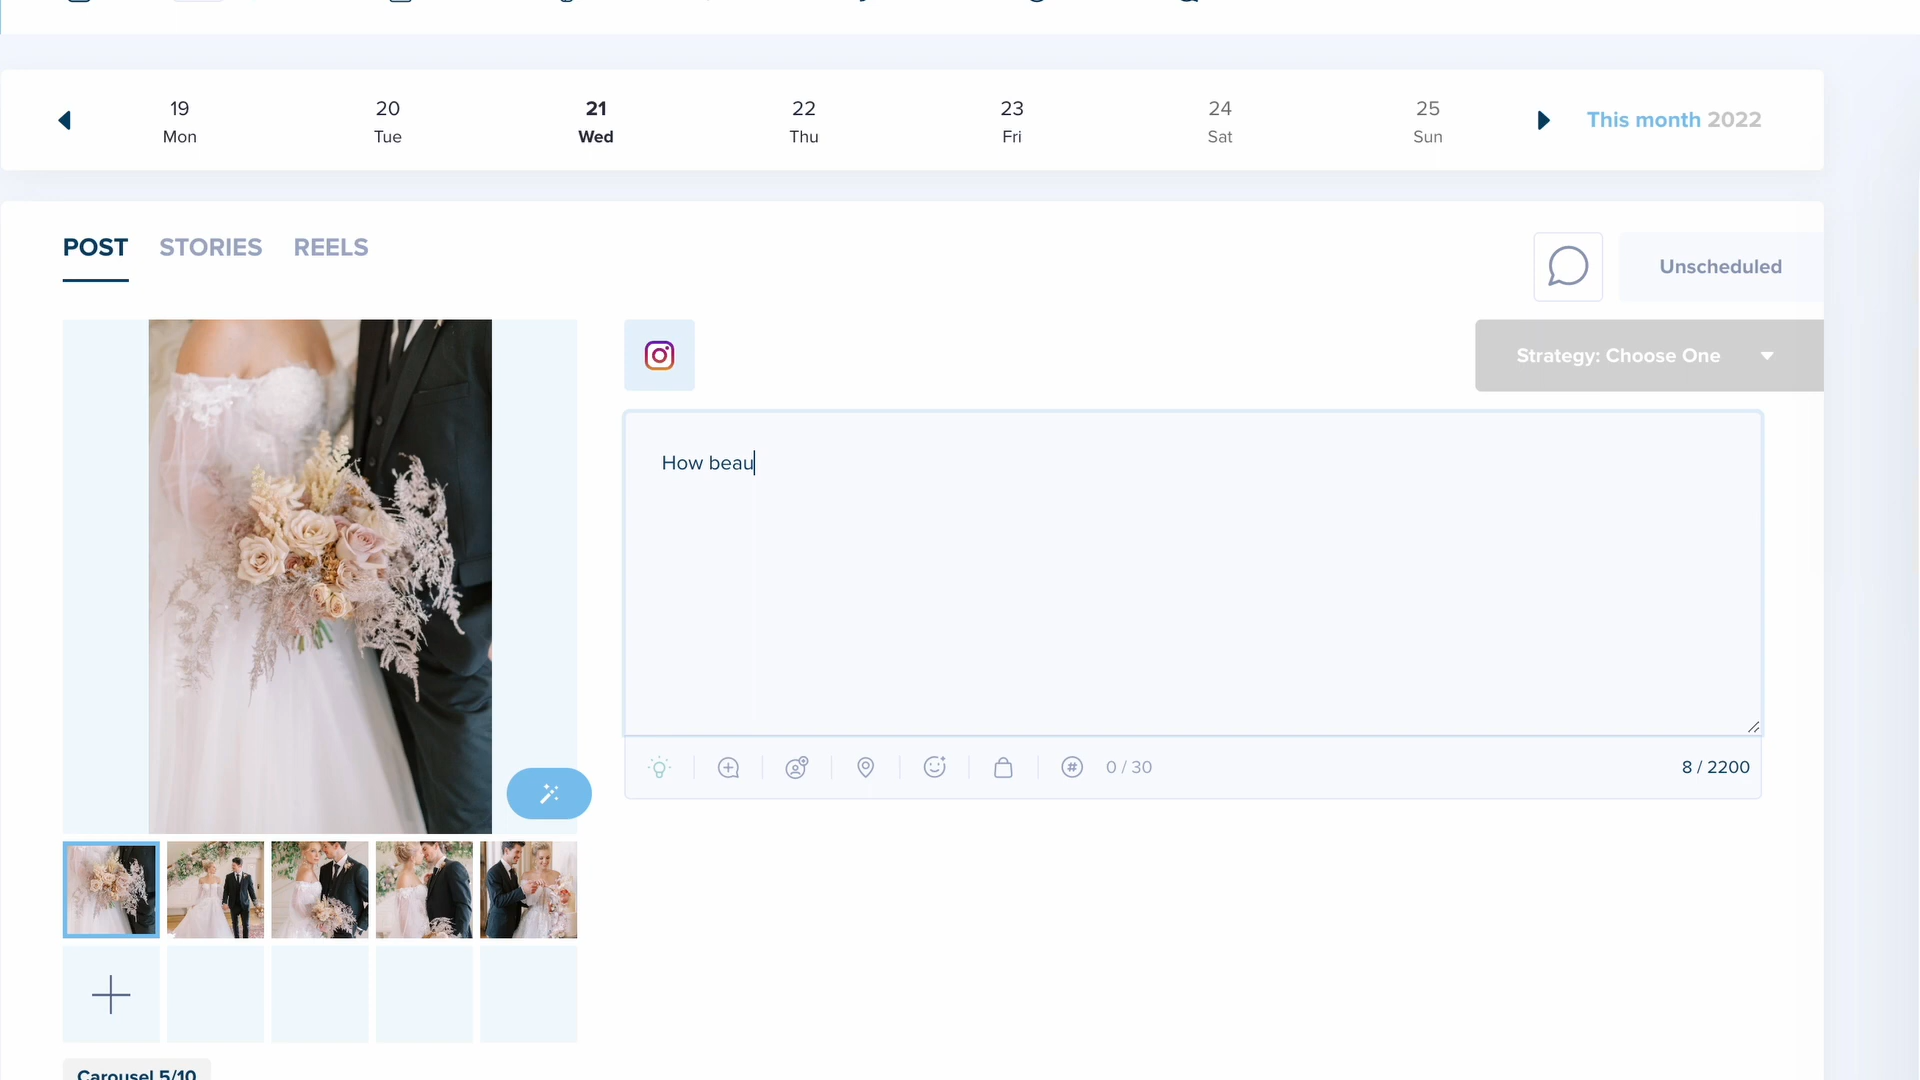 19 20 21 22 23 24 25
Mon Tue Wed Thu Fri Sat Sun
This month 2022
POST STORIES REELS
Unscheduled
Strategy: Choose One
How beau
# 0 / 30 8 / 2200
Carousel 5/10